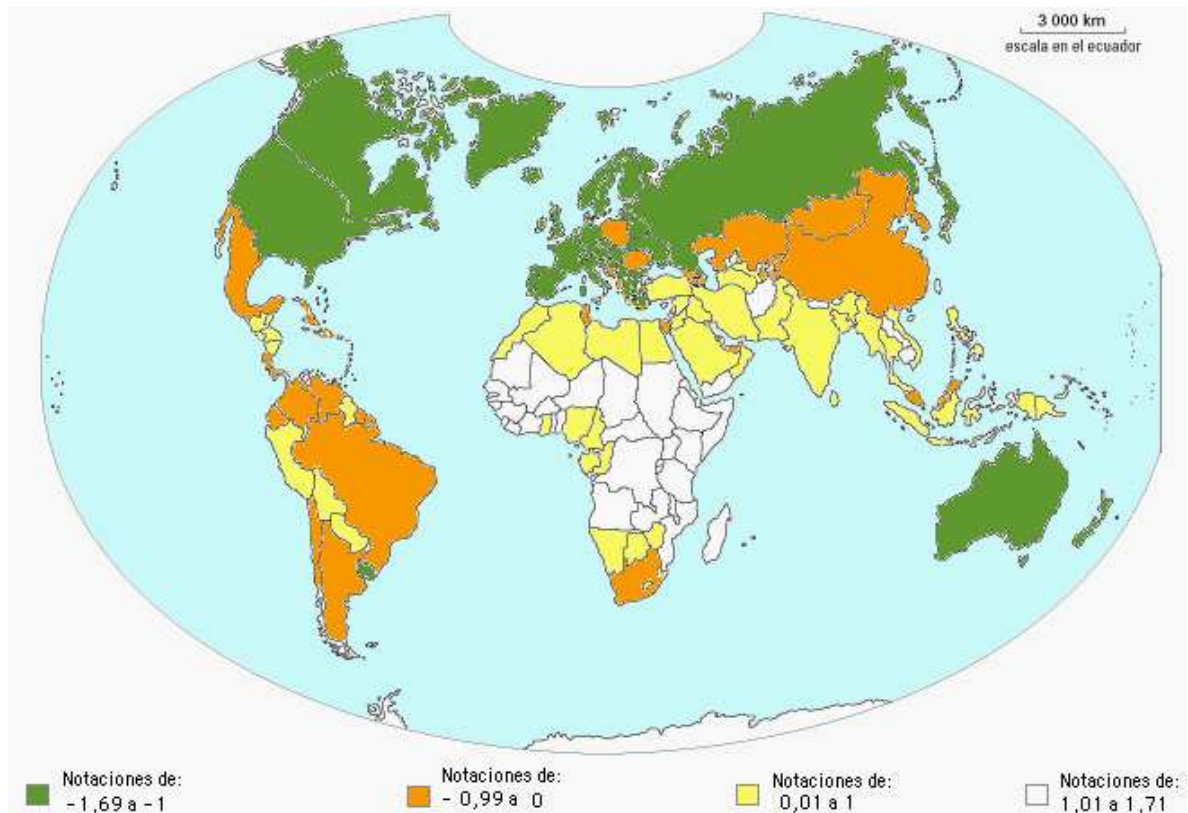 3 000 km
escala en el ecuador
Notaciones de:
-1,69 a -1
Notaciones de:
- 0,99 a 0
Notaciones de:
0,01 a 1
Notaciones de:
1,01 a 1,71